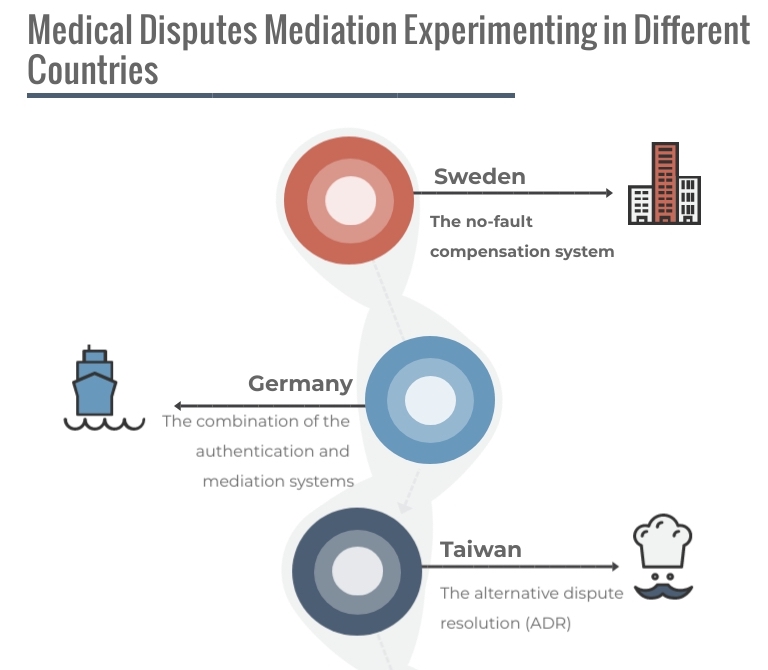 Medical Disputes Mediation Experimenting in Different
Countries
Sweden
The no-fault
compensation system
Germany
The combination of the
authentication and
mediation systems
Taiwan
The alternative dispute
resolution (ADR)